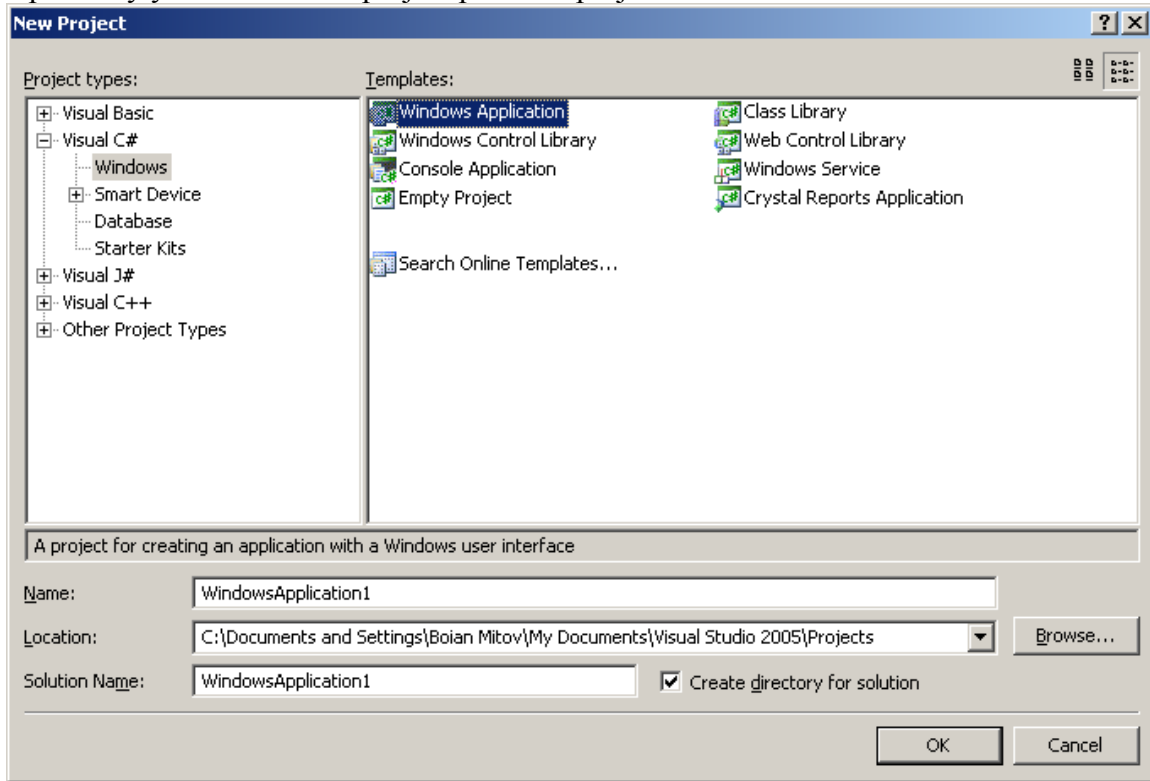 New Project
Project types:
Templates:
Visual Basic
Visual C#
Windows
Smart Device
Database
Starter Kits
Visual J#
Visual C++
Other Project Types
Windows Application
Class Library
Windows Control Library
Web Control Library
Console Application
Windows Service
Empty Project
Crystal Reports Application
Search Online Templates...
A project for creating an application with a Windows user interface
Name:
WindowsApplication1
Location:
C:\Documents and Settings\Boian Mitov\My Documents\Visual Studio 2005\Projects
Browse...
Solution Name:
WindowsApplication1
Create directory for solution
OK
Cancel